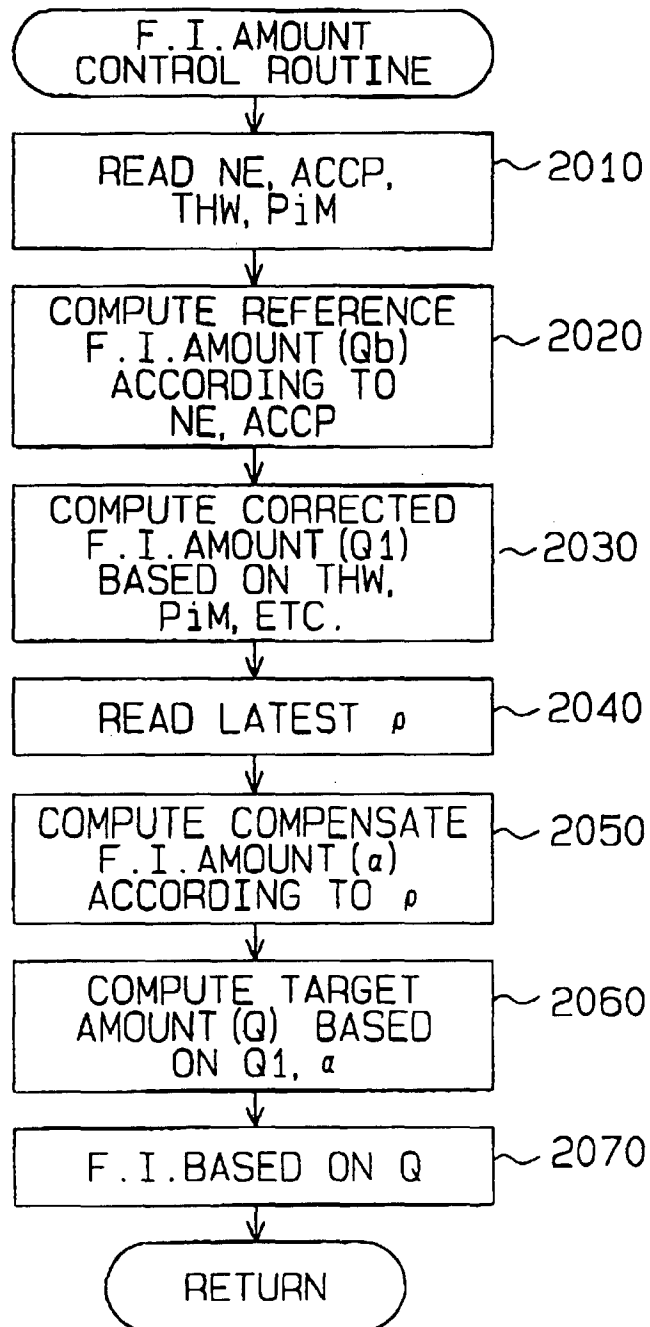 F.I.AMOUNT
CONTROL ROUTINE
READ NE, ACCP,
THW, PiM
2010
COMPUTE REFERENCE
F.I.AMOUNT (Qb)
ACCORDING TO
NE, ACCP
2020
COMPUTE CORRECTED
F.I.AMOUNT (Q1)
BASED ON THW,
PiM, ETC.
2030
READ LATEST ρ
2040
COMPUTE COMPENSATE
F.I.AMOUNT (α)
ACCORDING TO ρ
2050
COMPUTE TARGET
AMOUNT (Q) BASED
ON Q1, α
2060
F.I.BASED ON Q
2070
RETURN